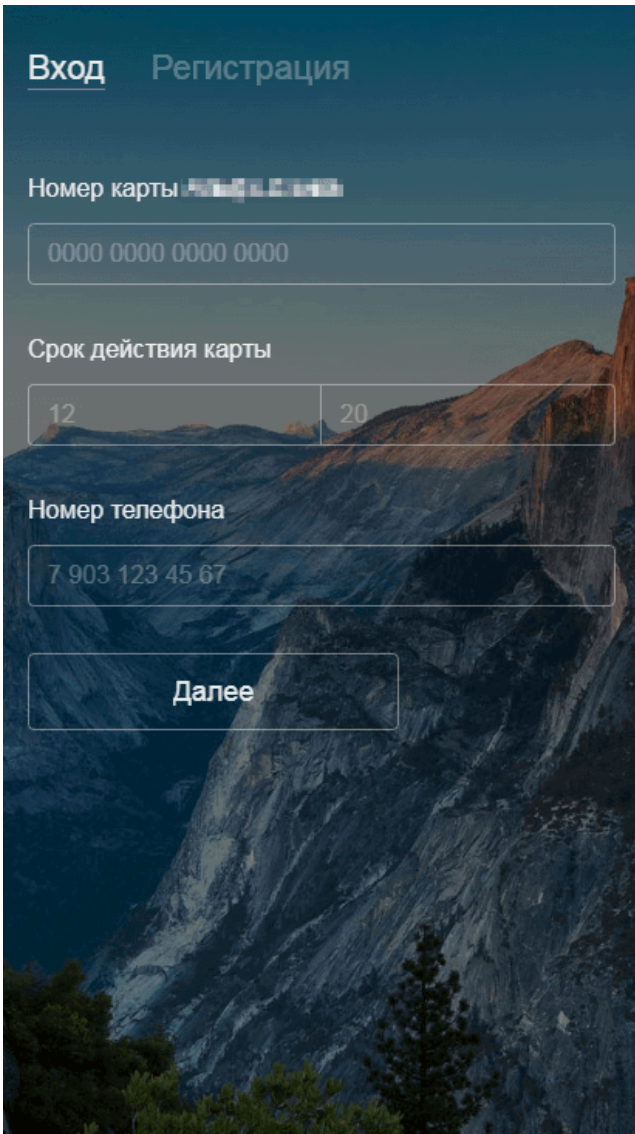 Вход Регистрация
Номер карты
0000 0000 0000 0000
Срок действия карты
12 20
Номер телефона
7 903 123 45 67
Далее